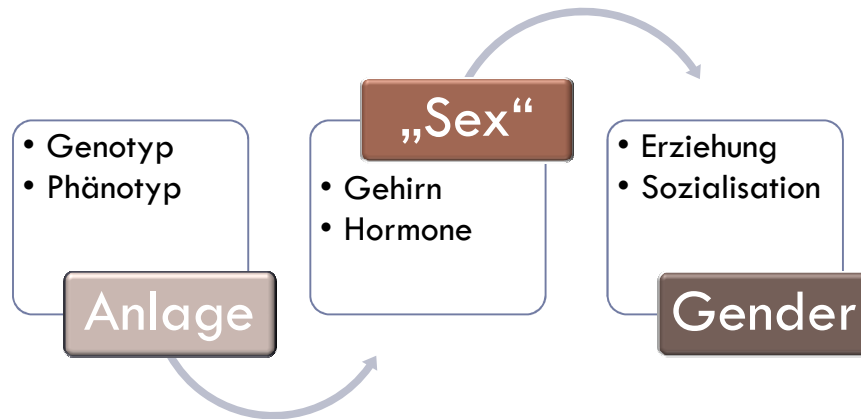 • Genotyp
• Phänotyp
Anlage
„Sex“
• Gehirn
• Hormone
• Erziehung
• Sozialisation
Gender